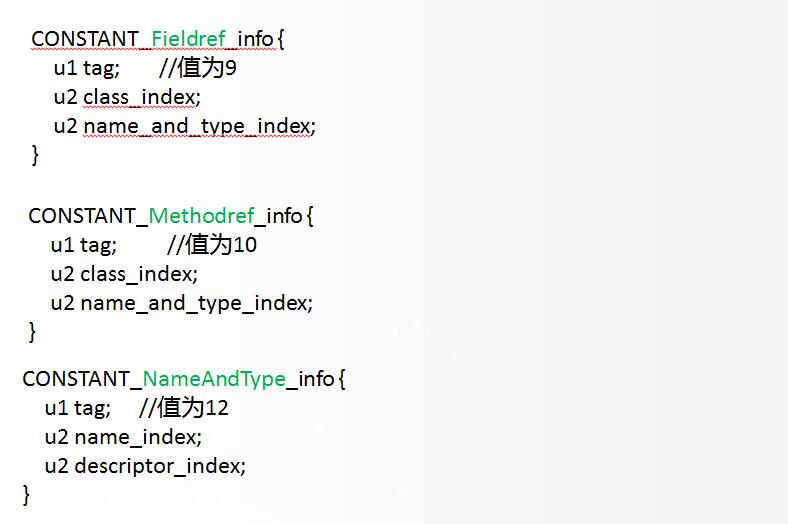 CONSTANT_Fieldref_info{
u1 tag; //值为9
u2 class_index;
u2 name_and_type_index;
}
CONSTANT_Methodref_info{
u1 tag; //值为10
u2 class_index;
u2 name_and_type_index;
}
CONSTANT_NameAndType_info{
u1 tag; //值为12
u2 name_index;
u2 descriptor_index;
}